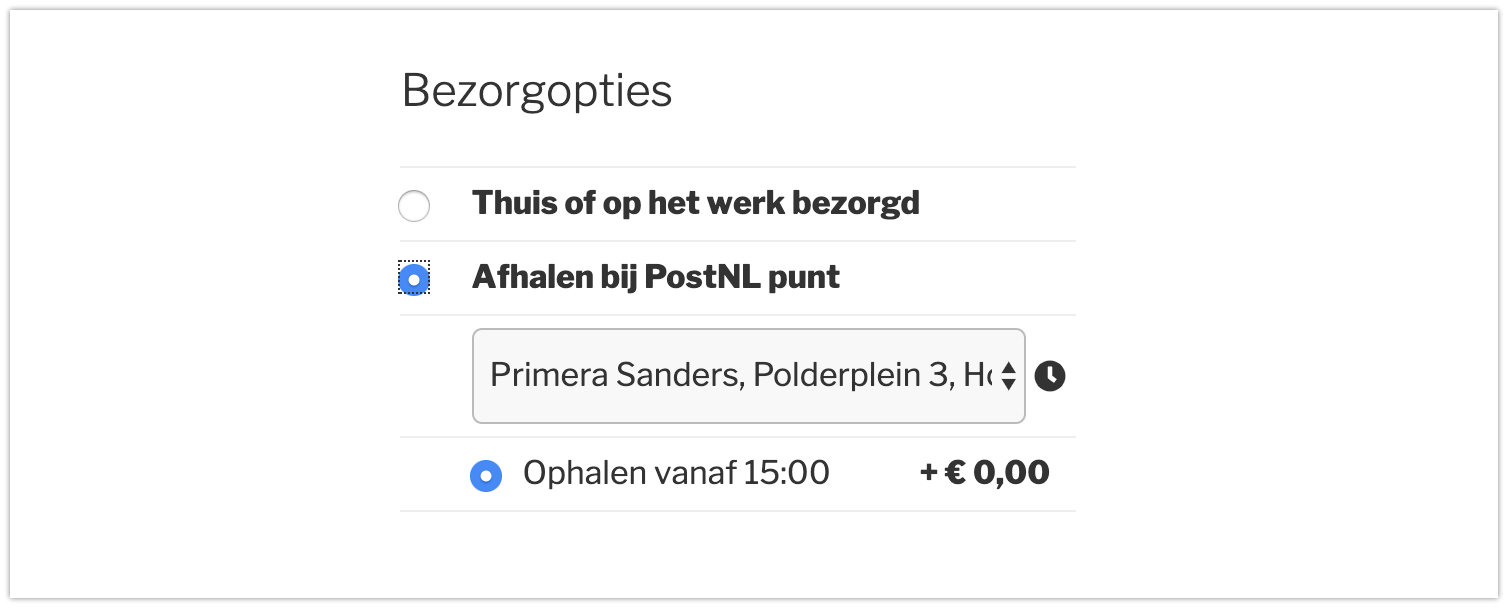 Bezorgopties
Thuis of op het werk bezorgd
Afhalen bij PostNL punt
Primera Sanders, Polderplein 3, Ho
Ophalen vanaf 15:00 + € 0,00